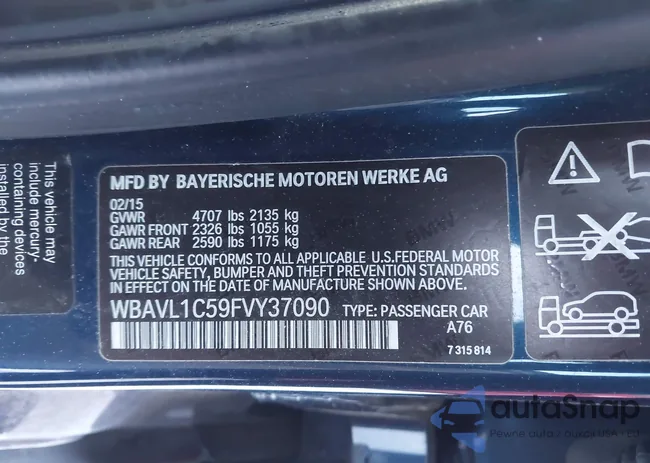 This vehicle may
include mercury-
containing devices
installed by the
MFD BY BAYERISCHE MOTOREN WERKE AG
02/15
GVWR 4707 lbs 2135 kg
GAWR FRONT 2326 lbs 1055 kg
GAWR REAR 2590 lbs 1175 kg
THIS VEHICLE CONFORMS TO ALL APPLICABLE U.S.FEDERAL MOTOR
VEHICLE SAFETY, BUMPER AND THEFT PREVENTION STANDARDS
IN EFFECT ON THE DATE OF MANUFACTURE SHOWN ABOVE.
WBAVL1C59FVY37090 TYPE: PASSENGER CAR
A76
7 315 814
autoSnap